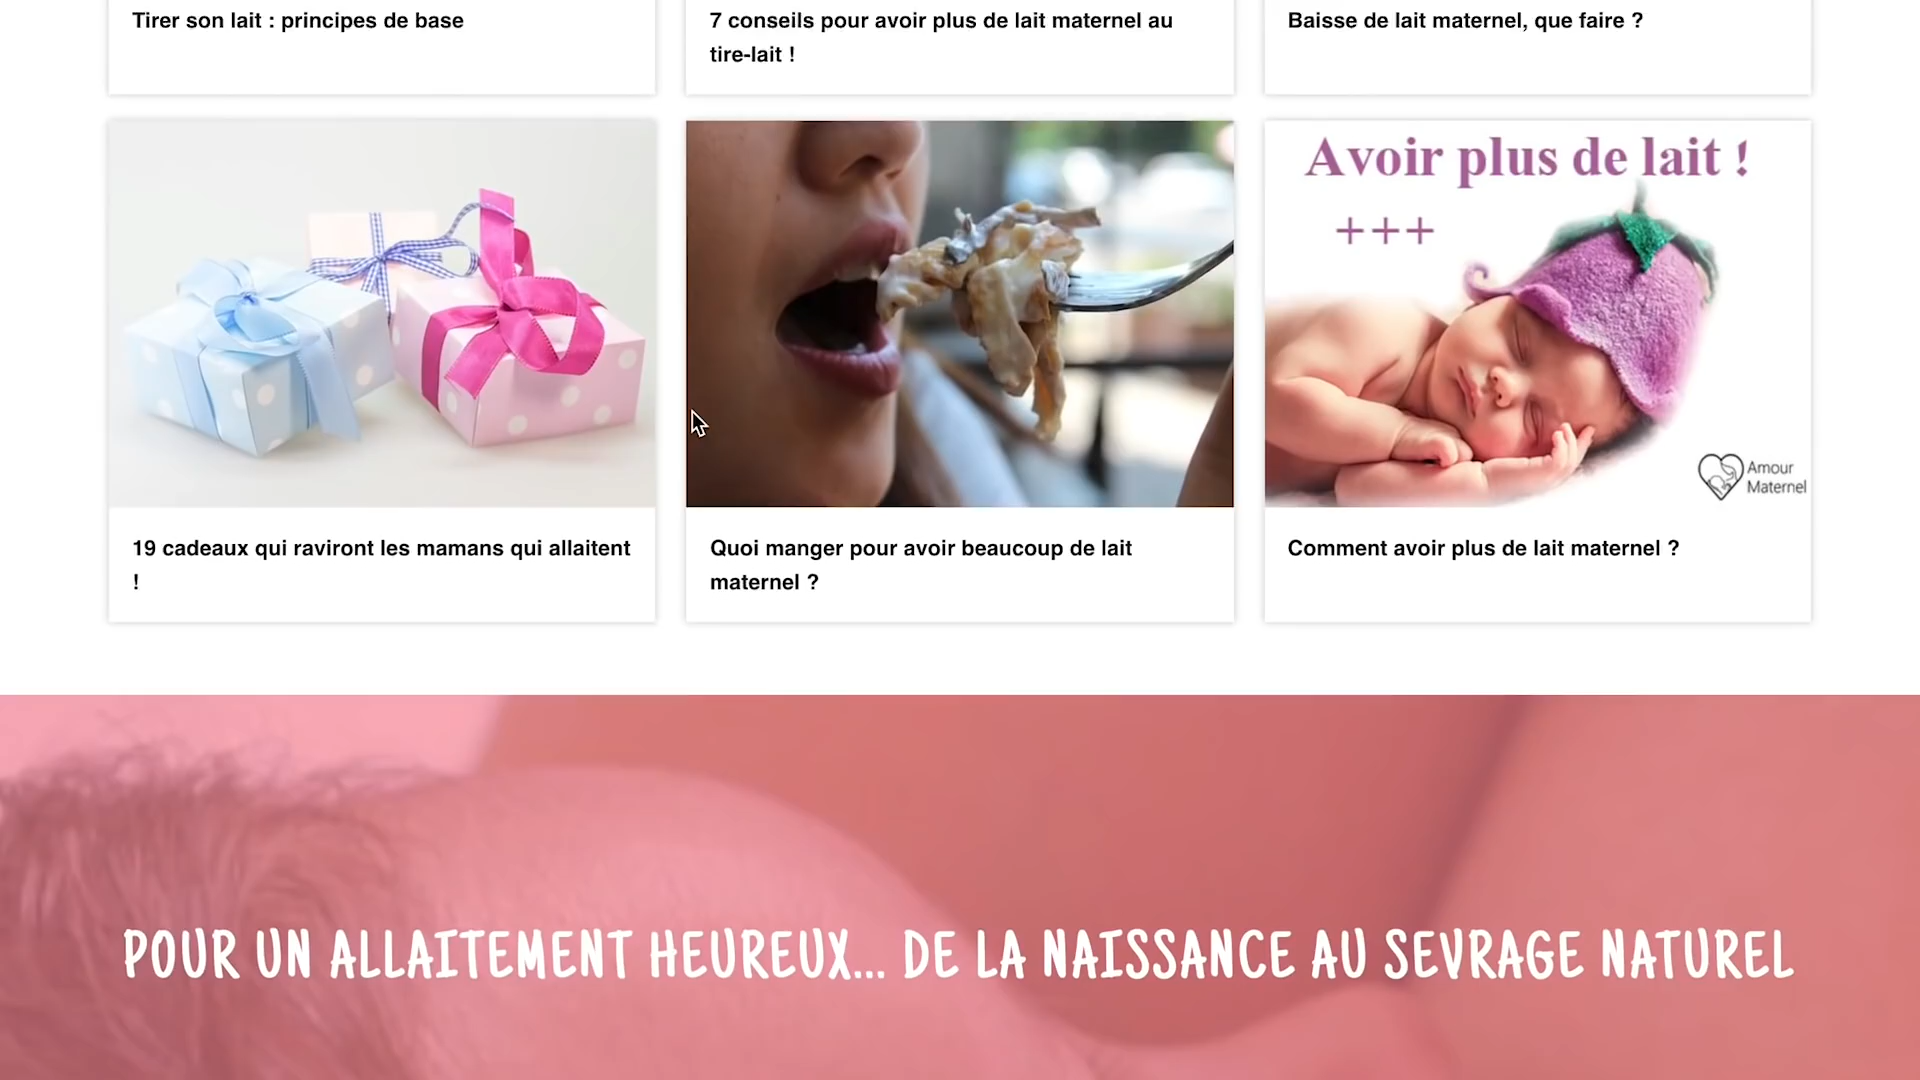 Tirer son lait : principes de base
7 conseils pour avoir plus de lait maternel au
tire-lait !
Baisse de lait maternel, que faire ?
Avoir plus de lait !
+++
Amour
Maternel
19 cadeaux qui raviront les mamans qui allaitent
!
Quoi manger pour avoir beaucoup de lait
maternel ?
Comment avoir plus de lait maternel ?
POUR UN ALLAITEMENT HEUREUX... DE LA NAISSANCE AU SEVRAGE NATUREL